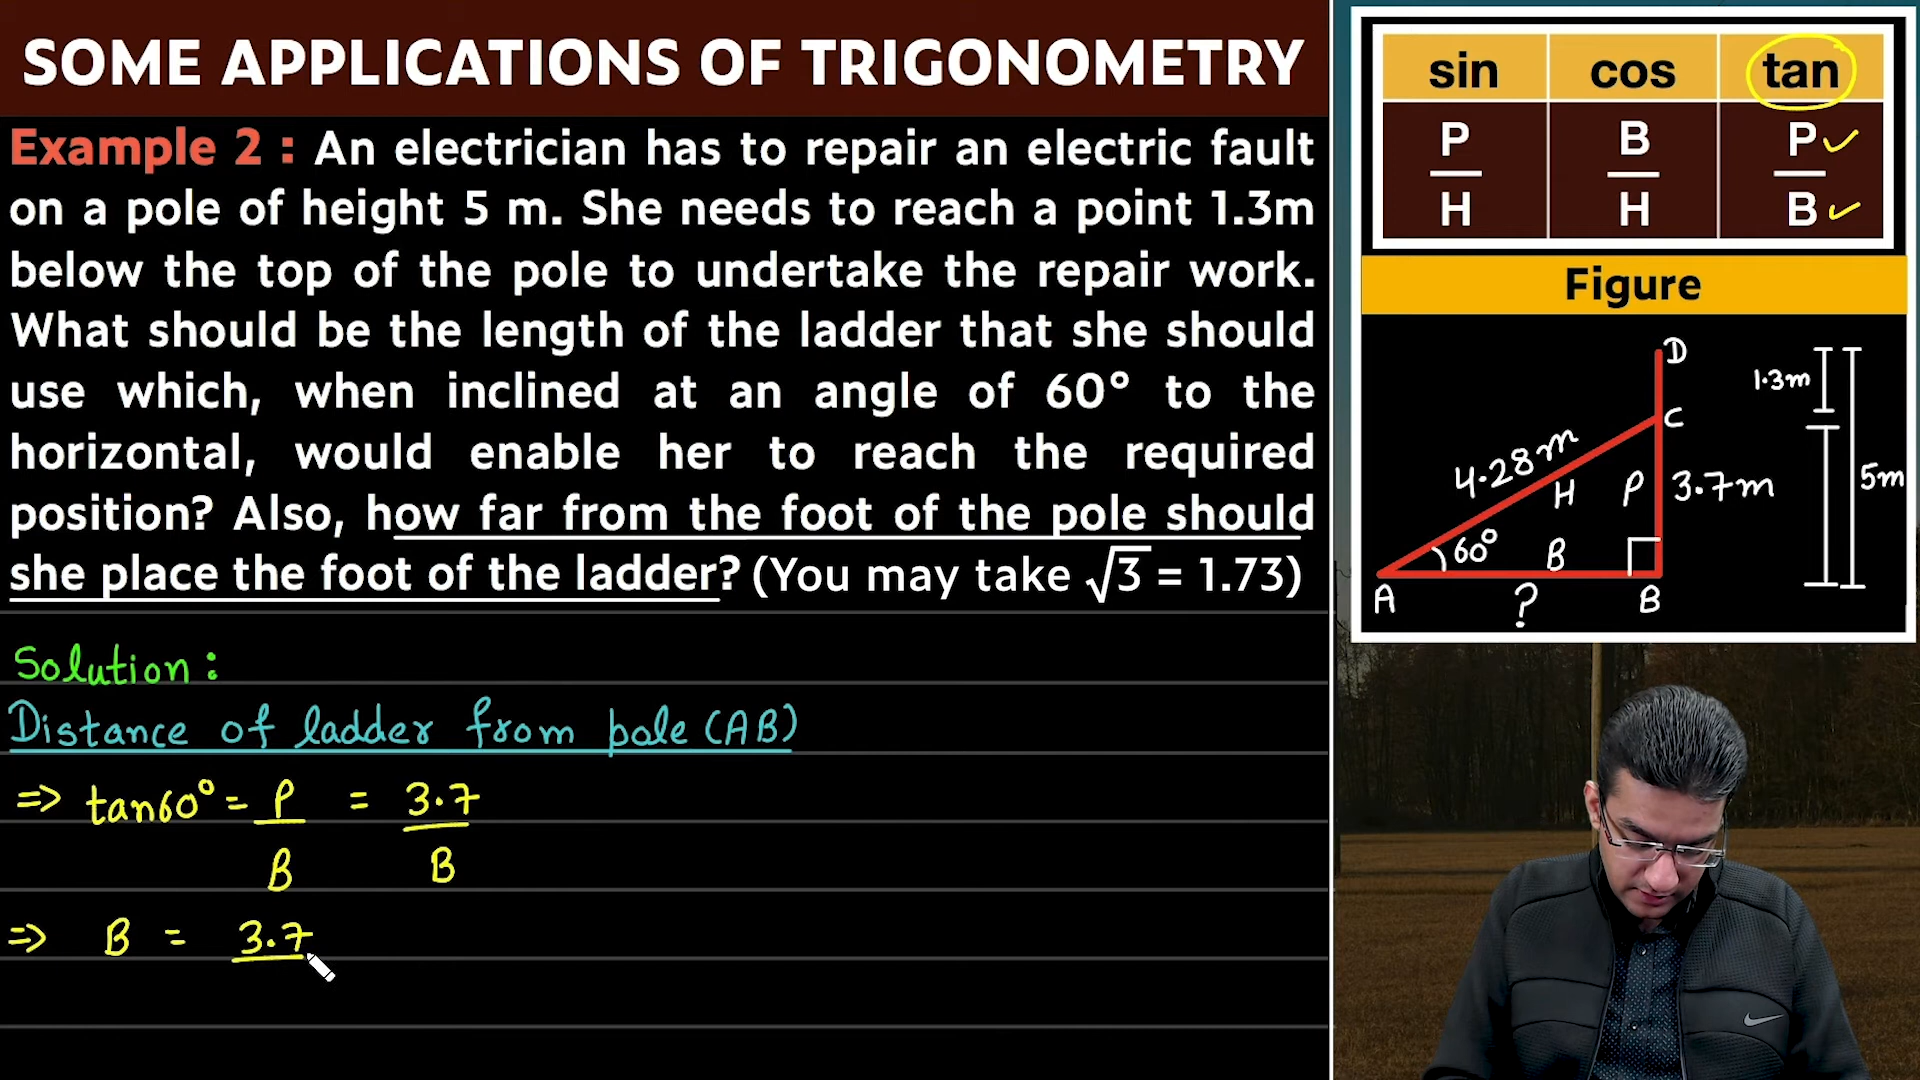 SOME APPLICATIONS OF TRIGONOMETRY
Example 2 : An electrician has to repair an electric fault
on a pole of height 5 m. She needs to reach a point 1.3m
below the top of the pole to undertake the repair work.
What should be the length of the ladder that she should
use which, when inclined at an angle of 60° to the
horizontal, would enable her to reach the required
position? Also, how far from the foot of the pole should
she place the foot of the ladder? (You may take √3 = 1.73)
Solution :
Distance of ladder from pole (AB)
=> tan60° = P/B = 3.7/B
=> B = 3.7
sin cos tan
P B P ✓
H H B ✓
Figure
D
1.3m
C
4.28m
H P 3.7m 5m
60° B
A ? B